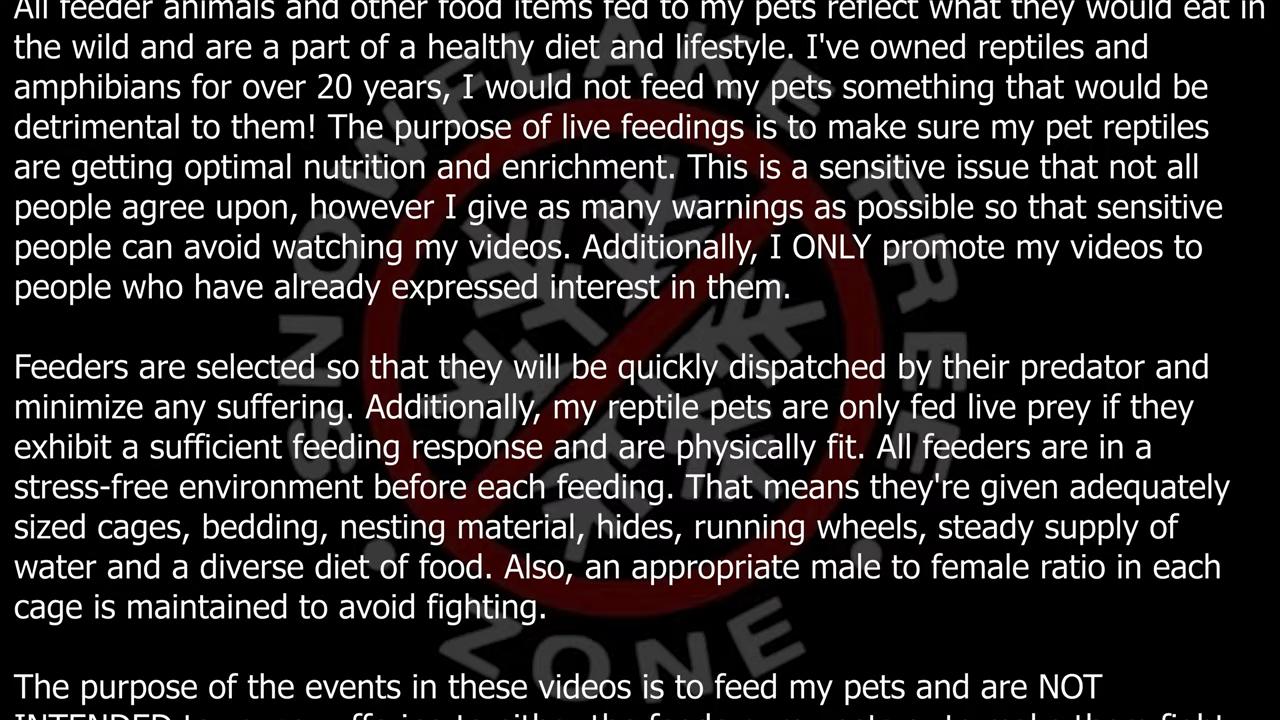 All feeder animals and other food items fed to my pets reflect what they would eat in
the wild and are a part of a healthy diet and lifestyle. I've owned reptiles and
amphibians for over 20 years, I would not feed my pets something that would be
detrimental to them! The purpose of live feedings is to make sure my pet reptiles
are getting optimal nutrition and enrichment. This is a sensitive issue that not all
people agree upon, however I give as many warnings as possible so that sensitive
people can avoid watching my videos. Additionally, I ONLY promote my videos to
people who have already expressed interest in them.
Feeders are selected so that they will be quickly dispatched by their predator and
minimize any suffering. Additionally, my reptile pets are only fed live prey if they
exhibit a sufficient feeding response and are physically fit. All feeders are in a
stress-free environment before each feeding. That means they're given adequately
sized cages, bedding, nesting material, hides, running wheels, steady supply of
water and a diverse diet of food. Also, an appropriate male to female ratio in each
cage is maintained to avoid fighting.
The purpose of the events in these videos is to feed my pets and are NOT
INTENDED
SNOWFLAKE FREE
ZONE